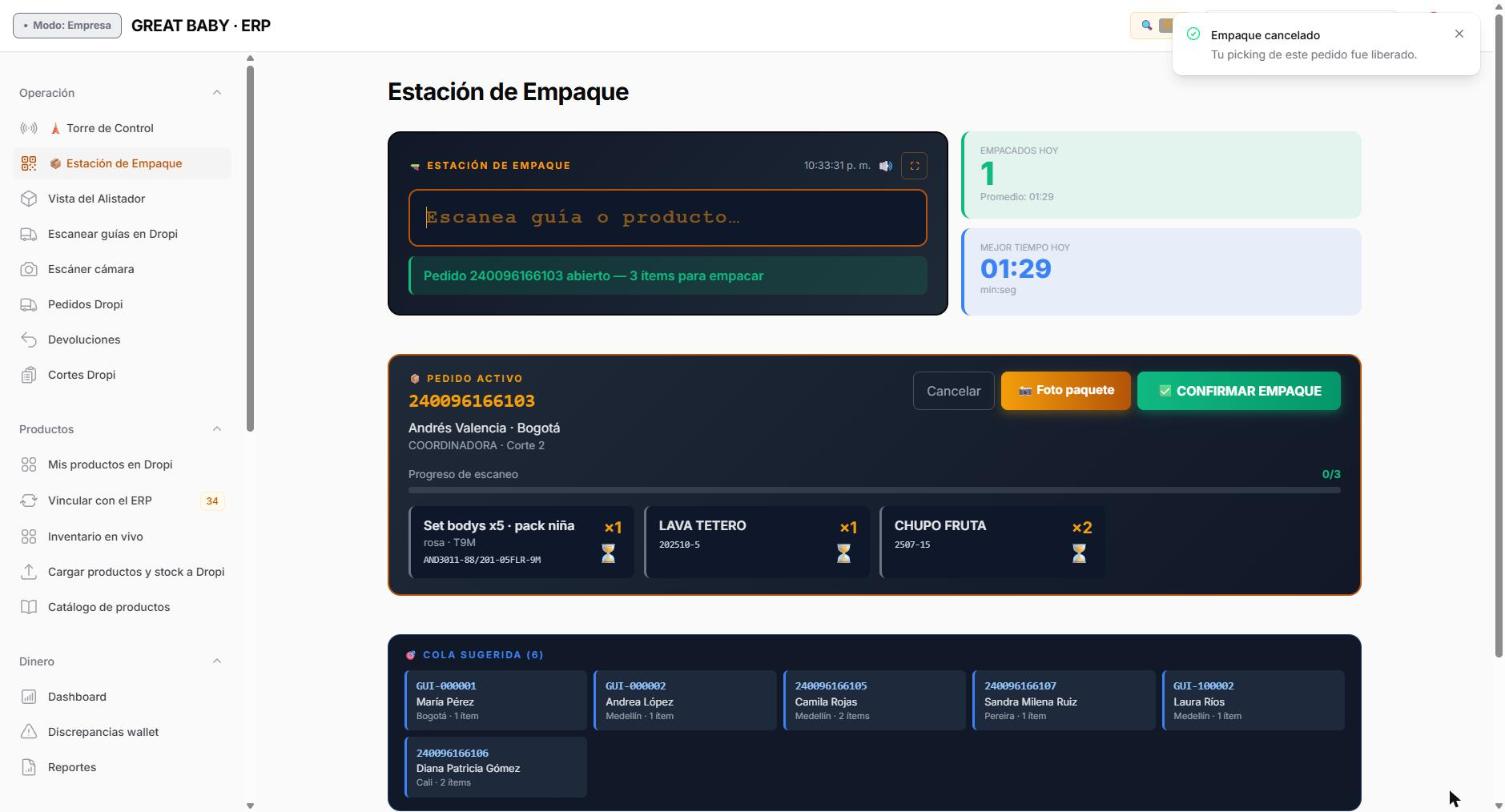 Modo: Empresa
GREAT BABY · ERP
Empaque cancelado
Tu picking de este pedido fue liberado.
Operación
Torre de Control
Estación de Empaque
Vista del Alistador
Escanear guías en Dropi
Escáner cámara
Pedidos Dropi
Devoluciones
Cortes Dropi
Productos
Mis productos en Dropi
Vincular con el ERP
34
Inventario en vivo
Cargar productos y stock a Dropi
Catálogo de productos
Dinero
Dashboard
Discrepancias wallet
Reportes
Estación de Empaque
ESTACIÓN DE EMPAQUE
10:33:31 p. m.
Escanea guía o producto…
Pedido 240096166103 abierto — 3 ítems para empacar
EMPACADOS HOY
1
Promedio: 01:29
MEJOR TIEMPO HOY
01:29
min:seg
PEDIDO ACTIVO
240096166103
Andrés Valencia · Bogotá
COORDINADORA · Corte 2
Cancelar
Foto paquete
CONFIRMAR EMPAQUE
Progreso de escaneo
0/3
Set bodys x5 · pack niña
×1
rosa · T9M
AND3011-88/201-05FLR-9M
LAVA TETERO
×1
202510-5
CHUPO FRUTA
×2
2507-15
COLA SUGERIDA (6)
GUI-000001
María Pérez
Bogotá · 1 ítem
GUI-000002
Andrea López
Medellín · 1 ítem
240096166105
Camila Rojas
Medellín · 2 ítems
240096166107
Sandra Milena Ruiz
Pereira · 1 ítem
GUI-100002
Laura Ríos
Medellín · 1 ítem
240096166106
Diana Patricia Gómez
Cali · 2 ítems